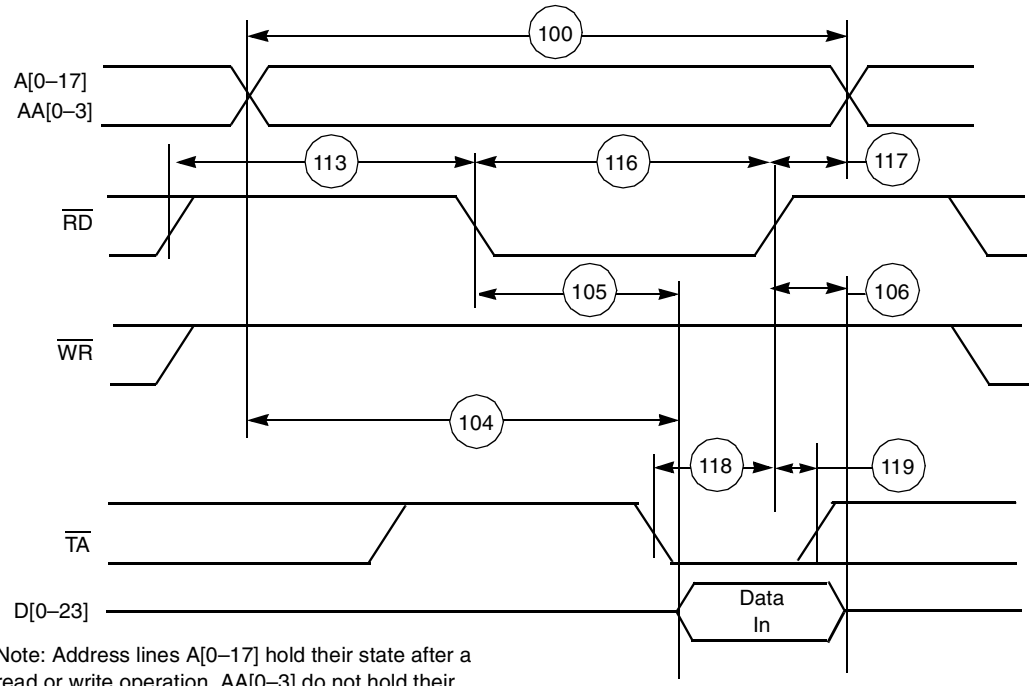 100
A[0–17]
AA[0–3]
113
116
117
RD
105
106
WR
104
118
119
TA
D[0–23]
Data
In
Note: Address lines A[0–17] hold their state after a
read or write operation. AA[0–3] do not hold their